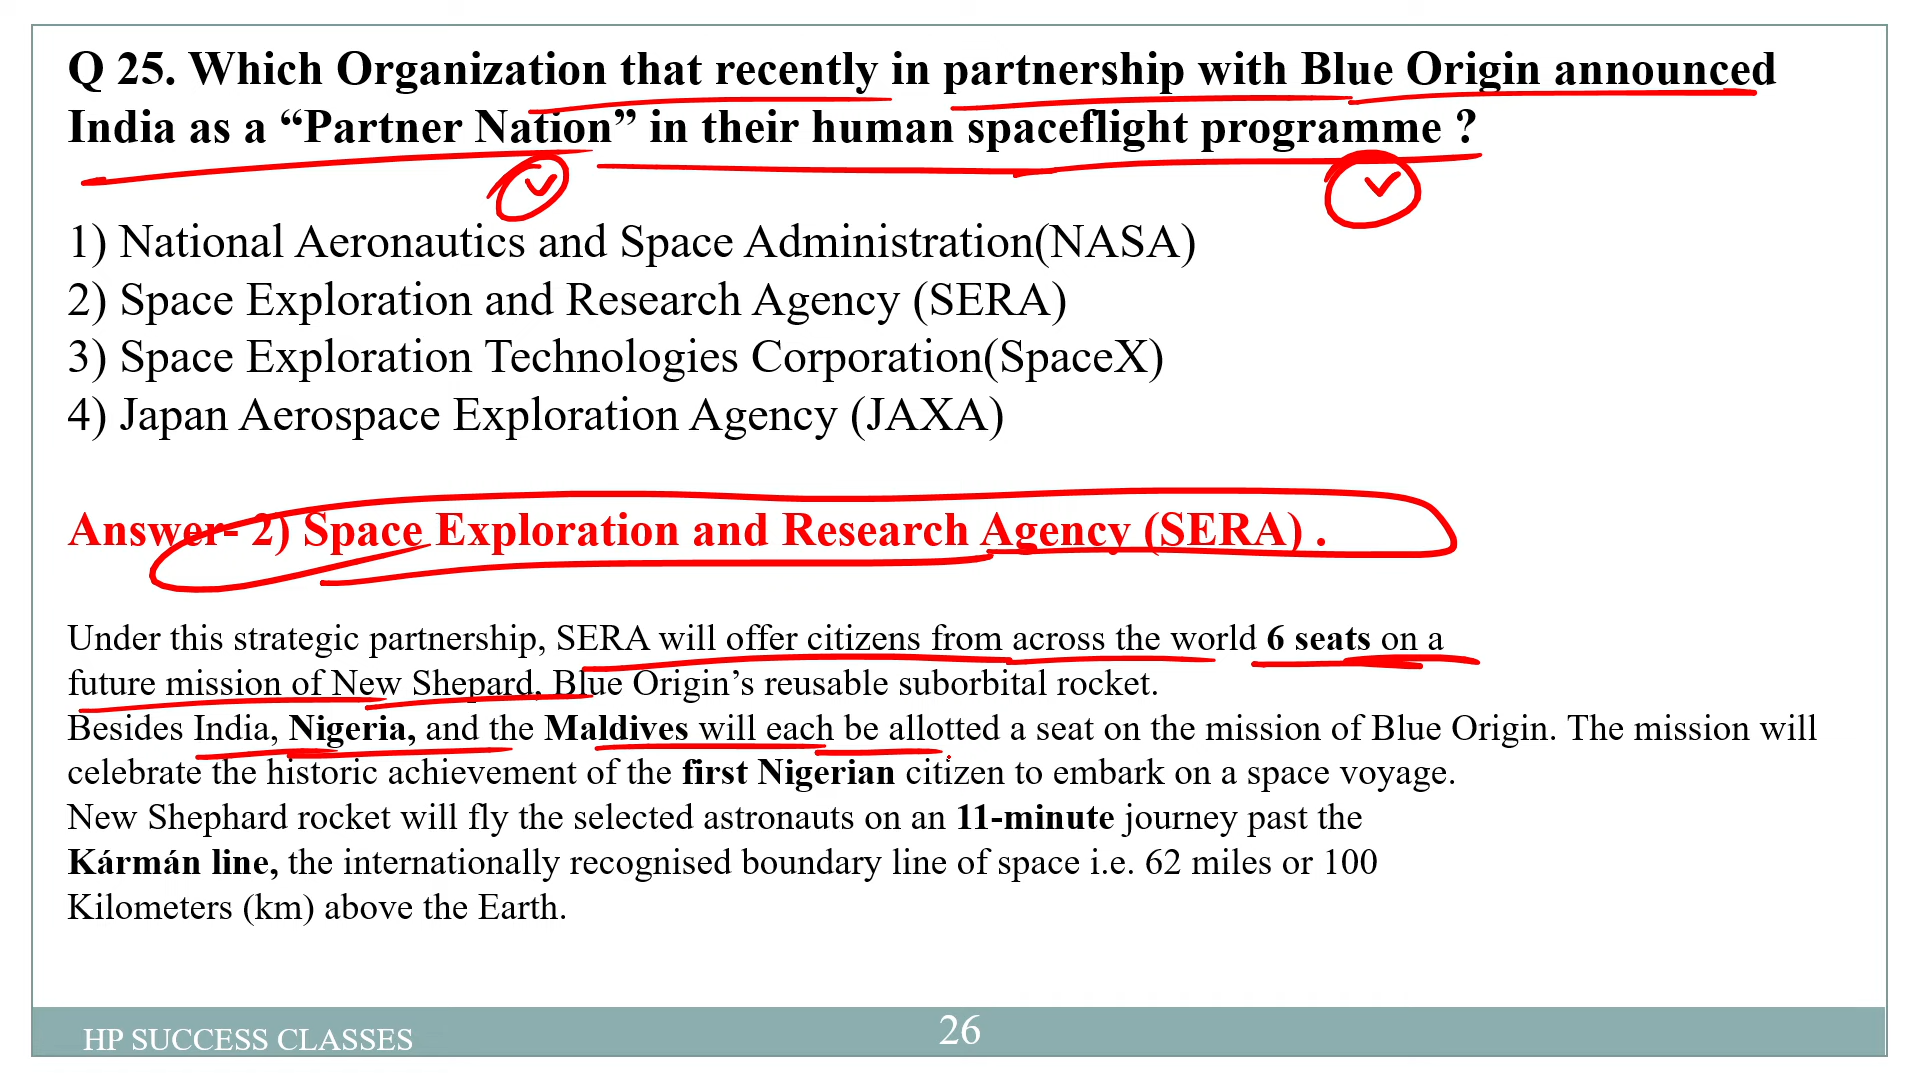 Q 25. Which Organization that recently in partnership with Blue Origin announced
India as a “Partner Nation” in their human spaceflight programme ?
1) National Aeronautics and Space Administration(NASA)
2) Space Exploration and Research Agency (SERA)
3) Space Exploration Technologies Corporation(SpaceX)
4) Japan Aerospace Exploration Agency (JAXA)
Answer- 2) Space Exploration and Research Agency (SERA) .
Under this strategic partnership, SERA will offer citizens from across the world 6 seats on a
future mission of New Shepard, Blue Origin’s reusable suborbital rocket.
Besides India, Nigeria, and the Maldives will each be allotted a seat on the mission of Blue Origin. The mission will
celebrate the historic achievement of the first Nigerian citizen to embark on a space voyage.
New Shephard rocket will fly the selected astronauts on an 11-minute journey past the
Kármán line, the internationally recognised boundary line of space i.e. 62 miles or 100
Kilometers (km) above the Earth.
HP SUCCESS CLASSES
26